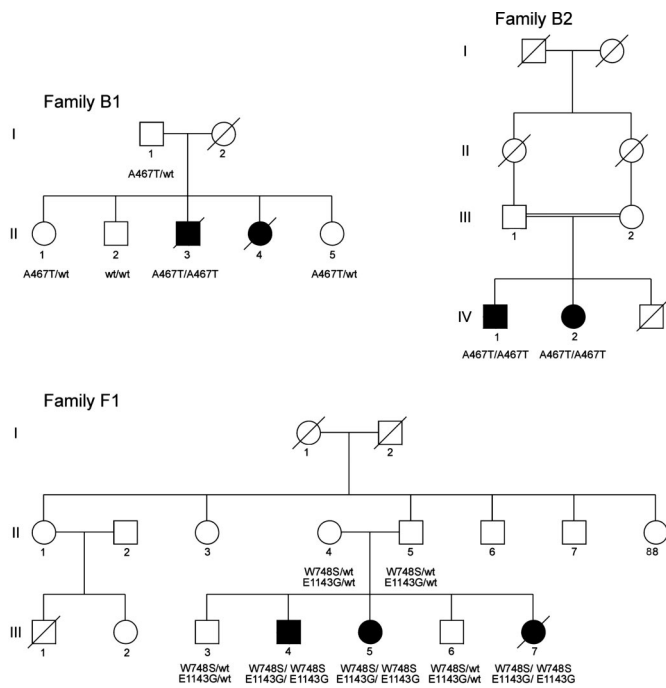 Family B2
I
Family B1
I
1
2
A467T/wt
II
III
1
2
II
1
2
3
4
5
A467T/wt
wt/wt
A467T/A467T
A467T/wt
IV
1
2
A467T/A467T
A467T/A467T
Family F1
I
1
2
II
1
2
3
4
5
6
7
88
W748S/wt
E1143G/wt
W748S/wt
E1143G/wt
III
1
2
3
4
5
6
7
W748S/wt
E1143G/wt
W748S/ W748S
E1143G/ E1143G
W748S/ W748S
E1143G/ E1143G
W748S/wt
E1143G/wt
W748S/ W748S
E1143G/ E1143G